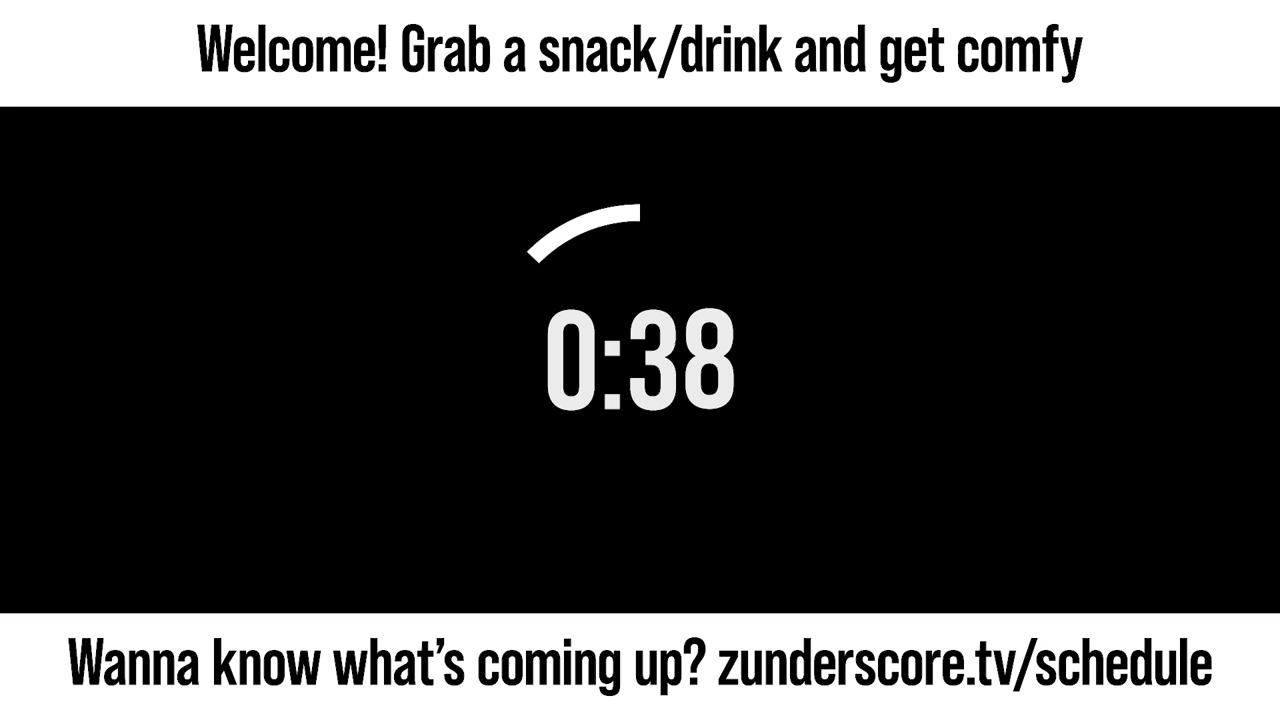 Welcome! Grab a snack/drink and get comfy
0:38
Wanna know what’s coming up? zunderscore.tv/schedule